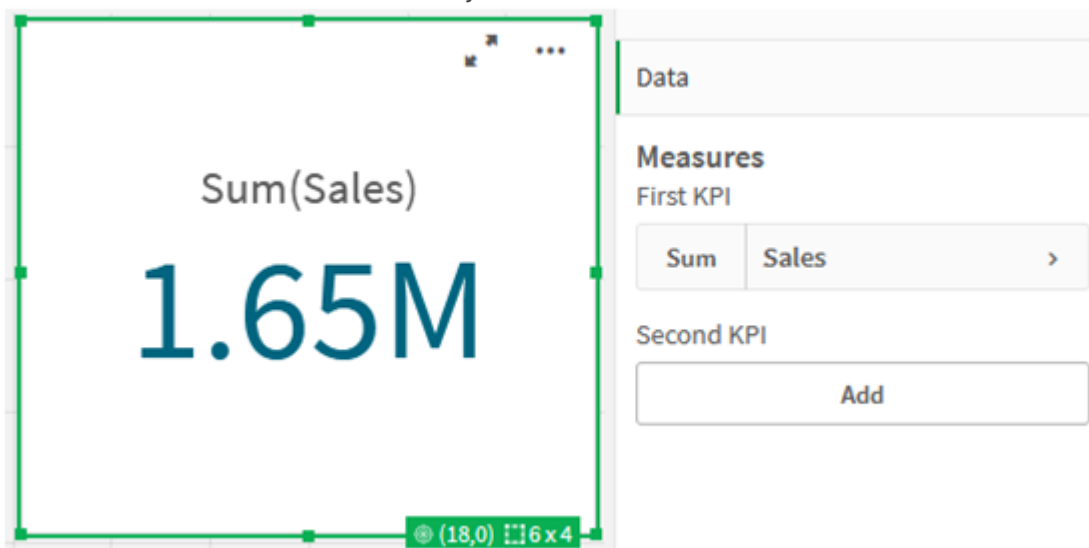 Sum(Sales)
1.65M
(18,0) 6 x 4
Data
Measures
First KPI
Sum Sales
Second KPI
Add